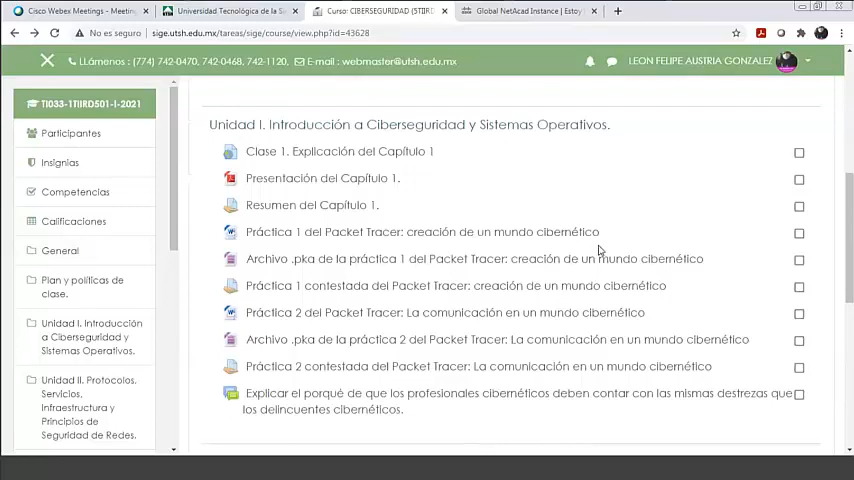 Cisco Webex Meetings - Meeting
Universidad Tecnológica de la Si
Curso: CIBERSEGURIDAD (5TIIRD
Global NetAcad Instance | Estoy
No es seguro | sige.utsh.edu.mx/tareas/sige/course/view.php?id=43628
LLámenos : (774) 742-0470, 742-0468, 742-1120, E-mail : webmaster@utsh.edu.mx
LEON FELIPE AUSTRIA GONZALEZ
TI033-1TIIRD501-I-2021
Participantes
Insignias
Competencias
Calificaciones
General
Plan y políticas de
clase.
Unidad I. Introducción
a Ciberseguridad y
Sistemas Operativos.
Unidad II. Protocolos.
Servicios,
Infraestructura y
Principios de
Seguridad de Redes.
Unidad I. Introducción a Ciberseguridad y Sistemas Operativos.
Clase 1. Explicación del Capítulo 1
Presentación del Capítulo 1.
Resumen del Capítulo 1.
Práctica 1 del Packet Tracer: creación de un mundo cibernético
Archivo .pka de la práctica 1 del Packet Tracer: creación de un mundo cibernético
Práctica 1 contestada del Packet Tracer: creación de un mundo cibernético
Práctica 2 del Packet Tracer: La comunicación en un mundo cibernético
Archivo .pka de la práctica 2 del Packet Tracer: La comunicación en un mundo cibernético
Práctica 2 contestada del Packet Tracer: La comunicación en un mundo cibernético
Explicar el porqué de que los profesionales cibernéticos deben contar con las mismas destrezas que
los delincuentes cibernéticos.